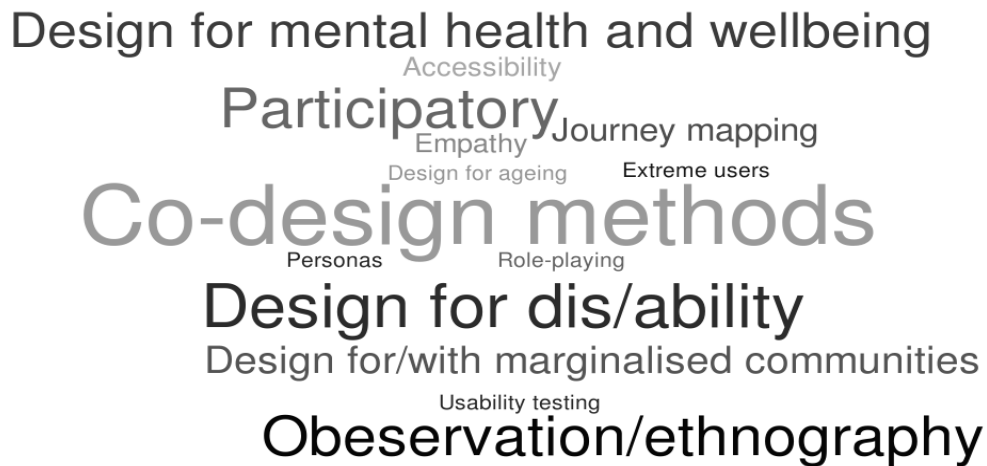 Design for mental health and wellbeing
Accessibility
Participatory
Journey mapping
Empathy
Extreme users
Design for ageing
Co-design methods
Personas
Role-playing
Design for dis/ability
Design for/with marginalised communities
Usability testing
Obeservation/ethnography